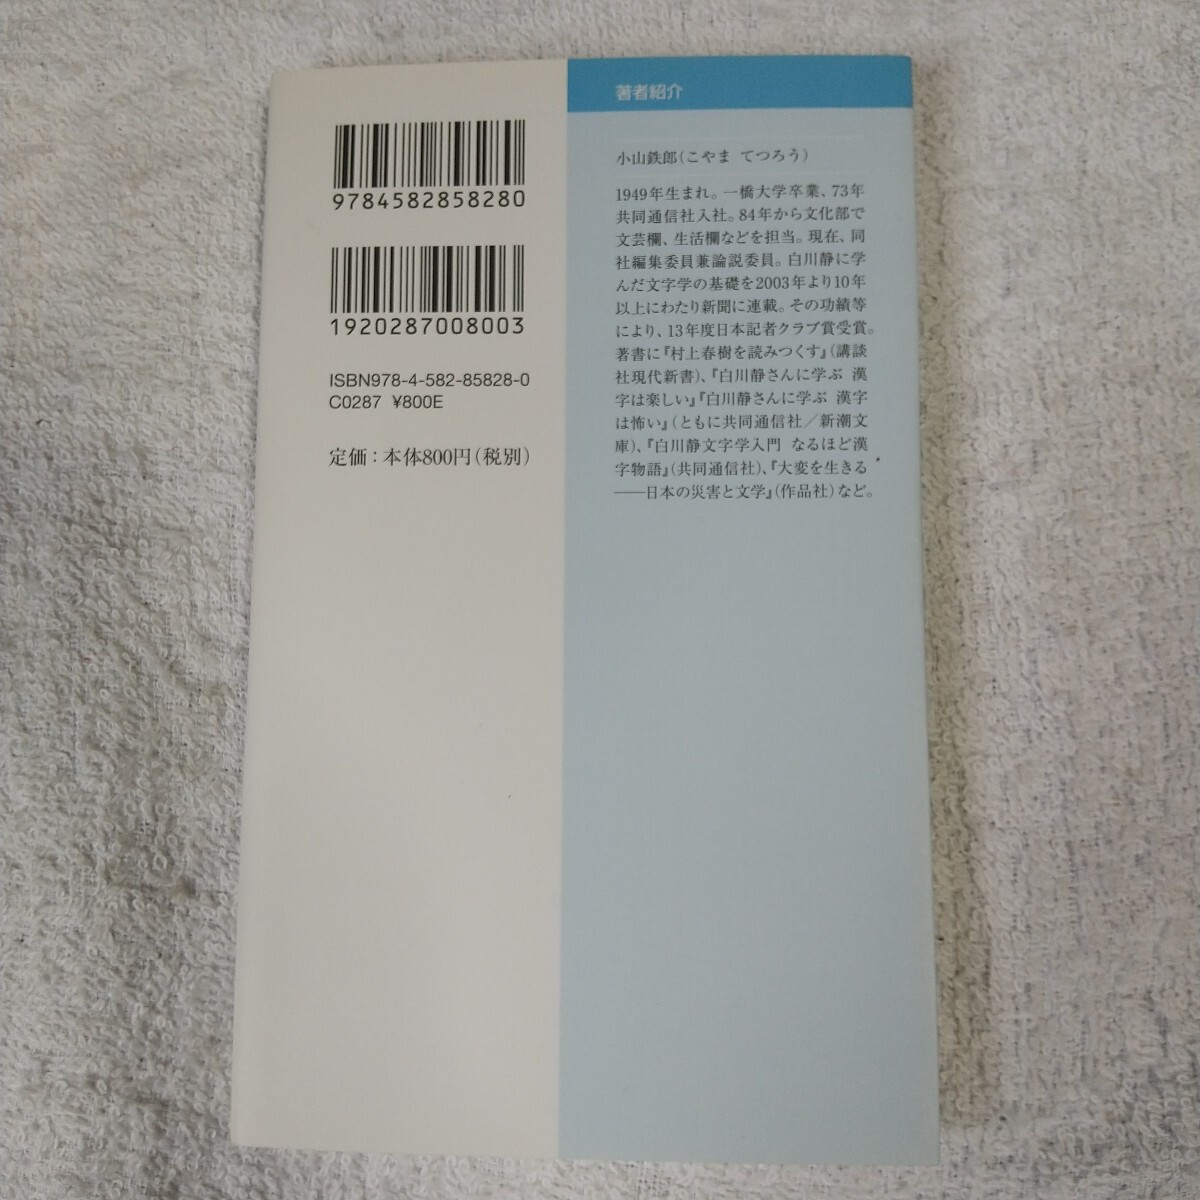 9784582858280
1920287008003
ISBN978-4-582-85828-0
C0287 ¥800E
定価：本体800円（税別）
著者紹介
小山鉄郎（こやま てつろう）
1949年生まれ。一橋大学卒業、73年
共同通信社入社。84年から文化部で
文芸欄、生活欄などを担当。現在、同
社編集委員兼論説委員。白川静に学
んだ文字学の基礎を2003年より10年
以上にわたり新聞に連載。その功績等
により、13年度日本記者クラブ賞受賞。
著書に『村上春樹を読みつくす』（講談
社現代新書）、『白川静さんに学ぶ 漢
字は楽しい』『白川静さんに学ぶ 漢字
は怖い』（ともに共同通信社／新潮文
庫）、『白川静文字学入門 なるほど漢
字物語』（共同通信社）、『大変を生きる
――日本の災害と文学』（作品社）など。